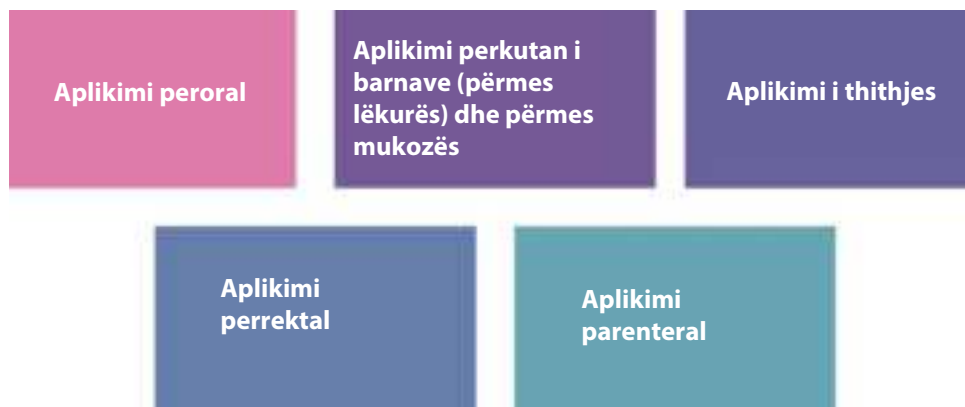 Aplikimi peroral
Aplikimi perkutan i
barnave (përmes
lëkurës) dhe përmes
mukozës
Aplikimi i thithjes
Aplikimi
perrektal
Aplikimi
parenteral